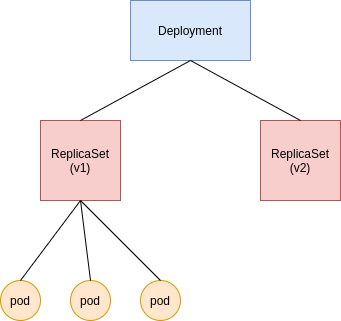 Deployment
ReplicaSet
(v1)
ReplicaSet
(v2)
pod
pod
pod